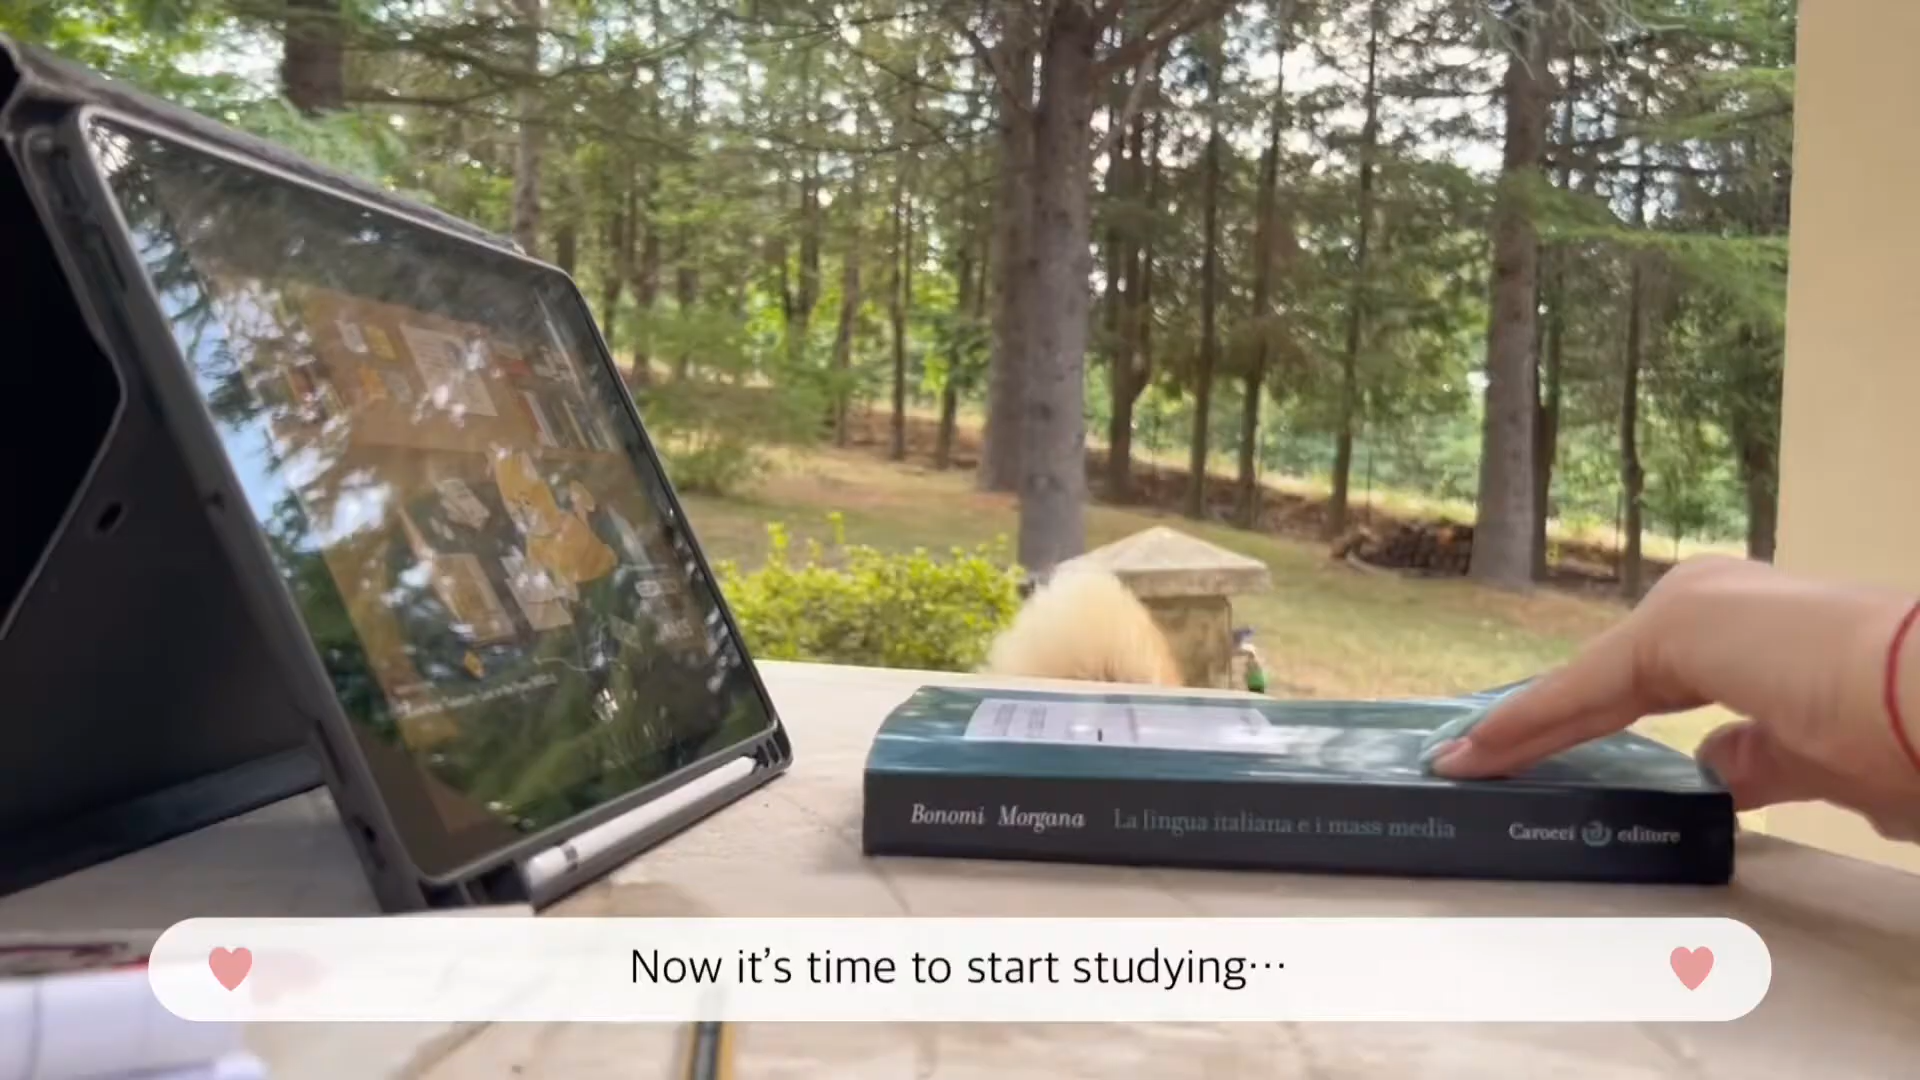 Bonomi Morgana La lingua italiana e i mass media Carocci editore
Now it's time to start studying…